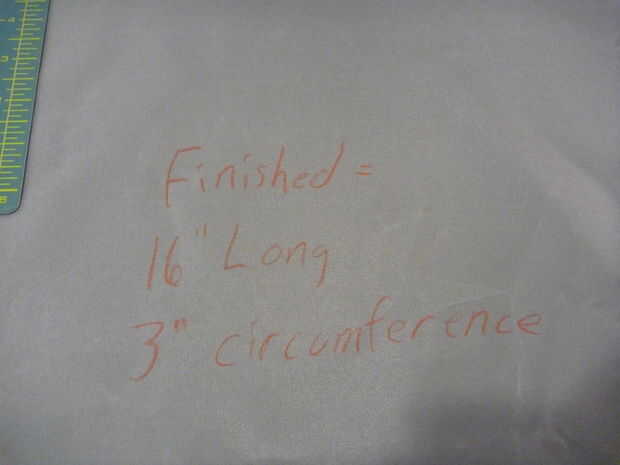 Finished =
16" Long
3" circumference